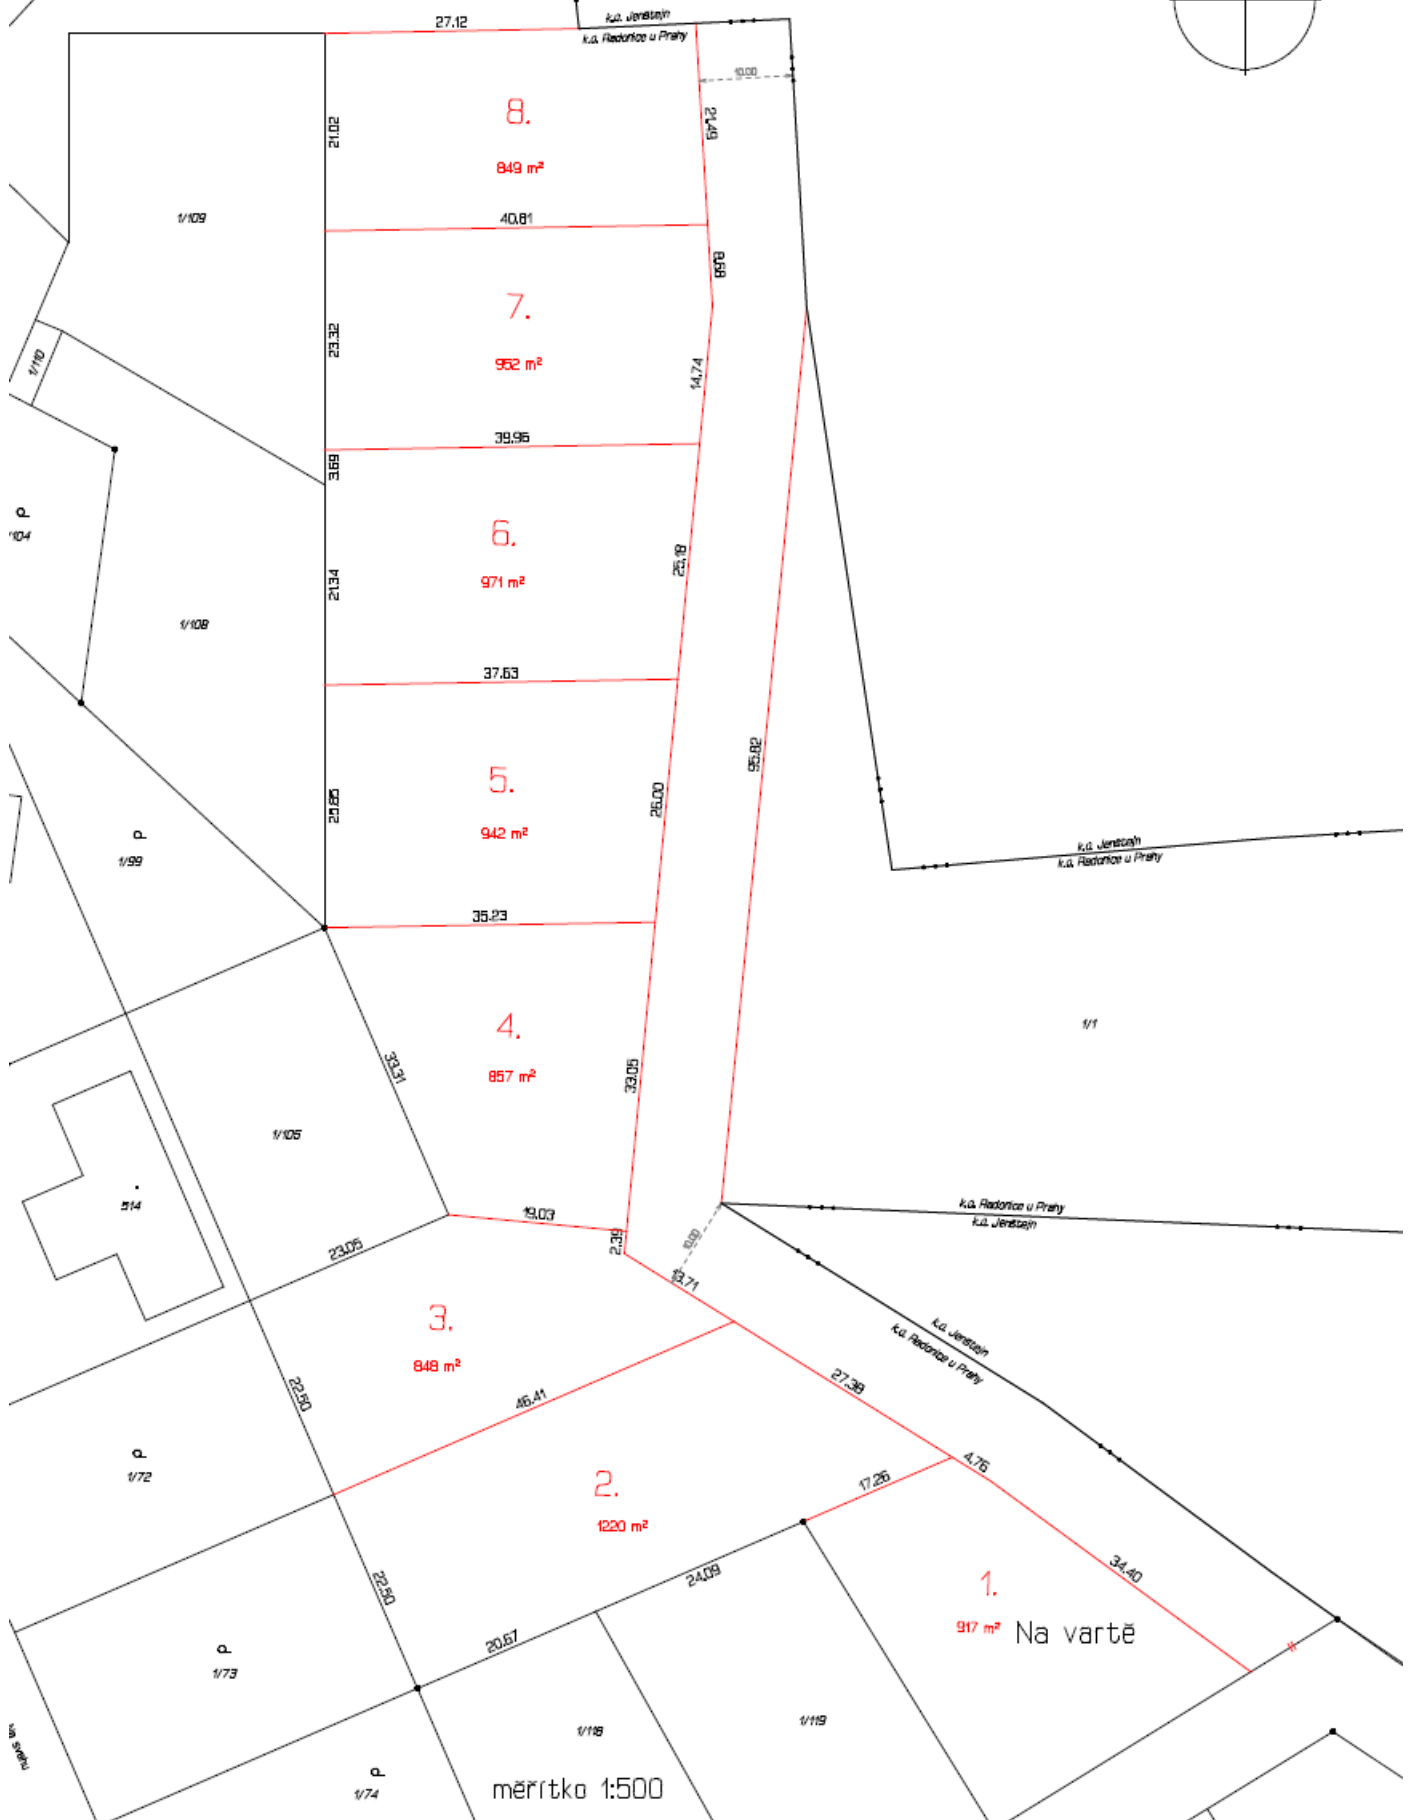 27.12
k.ú. Jenštejn
k.ú. Radonice u Prahy
10.00
8.
849 m²
21.02
21.49
1/109
40.81
8.68
7.
952 m²
23.32
14.74
1/110
39.96
3.69
6.
971 m²
p
25.18
21.34
1/108
37.63
5.
942 m²
95.82
26.00
25.85
p
1/99
k.ú. Jenštejn
k.ú. Radonice u Prahy
35.23
4.
857 m²
1/1
33.31
33.05
1/105
514
19.03
k.ú. Radonice u Prahy
k.ú. Jenštejn
23.05
2.39
10.00
13.71
3.
848 m²
k.ú. Jenštejn
k.ú. Radonice u Prahy
22.50
46.41
27.38
p
1/72
2.
1220 m²
17.26
4.76
22.50
24.09
34.40
1.
917 m²
Na vartě
20.67
p
1/73
1/118
1/119
p
1/74
měřítko 1:500